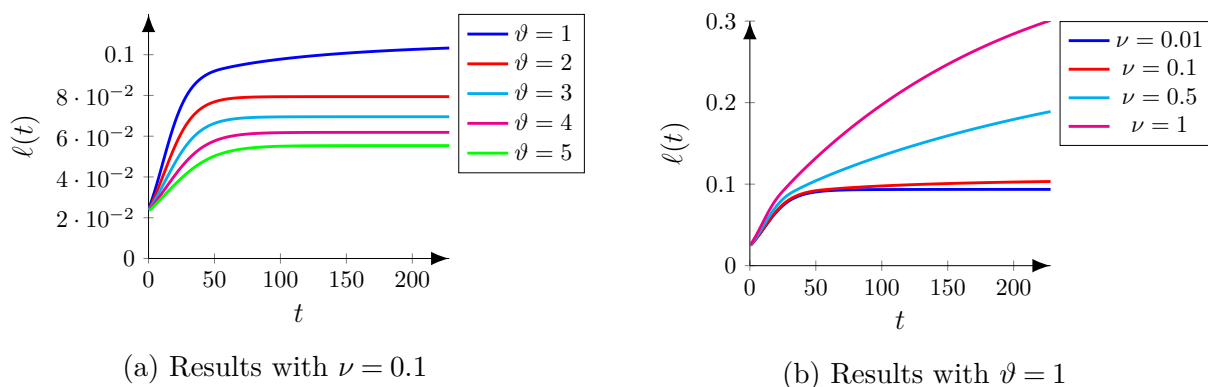 ℓ(t)
0.1
8 · 10⁻²
6 · 10⁻²
4 · 10⁻²
2 · 10⁻²
0
0 50 100 150 200
t
ϑ = 1
ϑ = 2
ϑ = 3
ϑ = 4
ϑ = 5
(a) Results with ν = 0.1
ℓ(t)
0.3
0.2
0.1
0
0 50 100 150 200
t
ν = 0.01
ν = 0.1
ν = 0.5
ν = 1
(b) Results with ϑ = 1